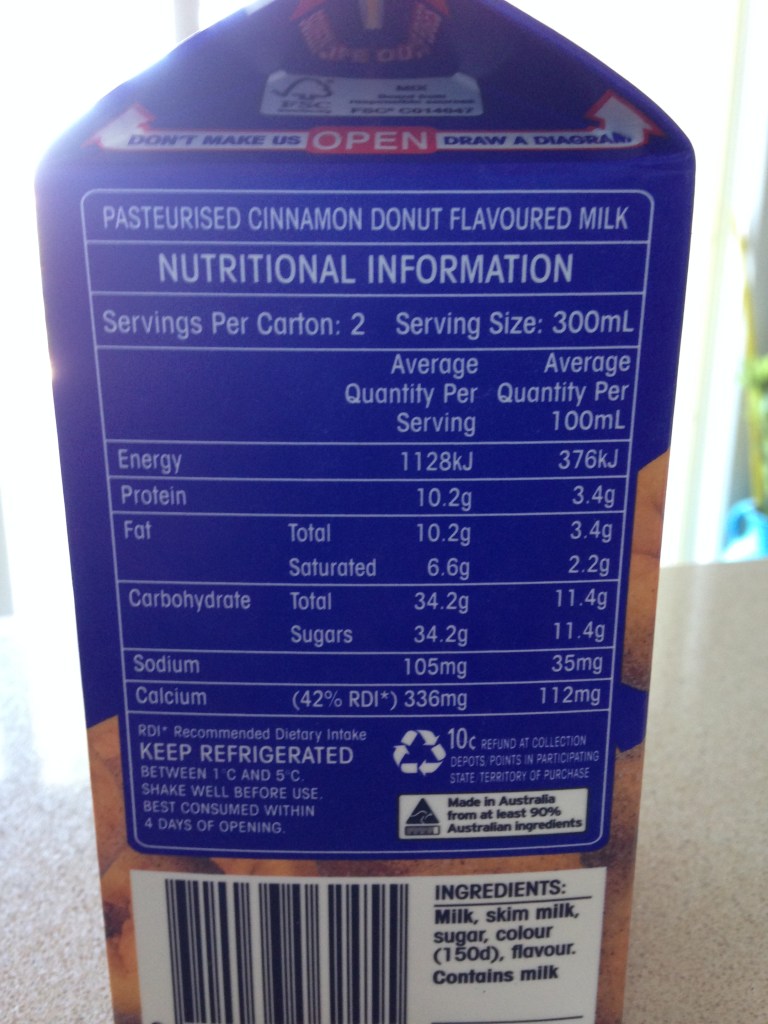 FSC
MIX
FSC® C014047
DON'T MAKE US OPEN DRAW A DIAGRAM
PASTEURISED CINNAMON DONUT FLAVOURED MILK
NUTRITIONAL INFORMATION
Servings Per Carton: 2 Serving Size: 300mL
Average Average
Quantity Per Quantity Per
Serving 100mL
Energy 1128kJ 376kJ
Protein 10.2g 3.4g
Fat Total 10.2g 3.4g
Saturated 6.6g 2.2g
Carbohydrate Total 34.2g 11.4g
Sugars 34.2g 11.4g
Sodium 105mg 35mg
Calcium (42% RDI*) 336mg 112mg
RDI* Recommended Dietary Intake
KEEP REFRIGERATED
BETWEEN 1°C AND 5°C.
SHAKE WELL BEFORE USE.
BEST CONSUMED WITHIN
4 DAYS OF OPENING.
10c REFUND AT COLLECTION
DEPOTS/POINTS IN PARTICIPATING
STATE/TERRITORY OF PURCHASE
Made in Australia
from at least 90%
Australian ingredients
INGREDIENTS:
Milk, skim milk,
sugar, colour
(150d), flavour.
Contains milk